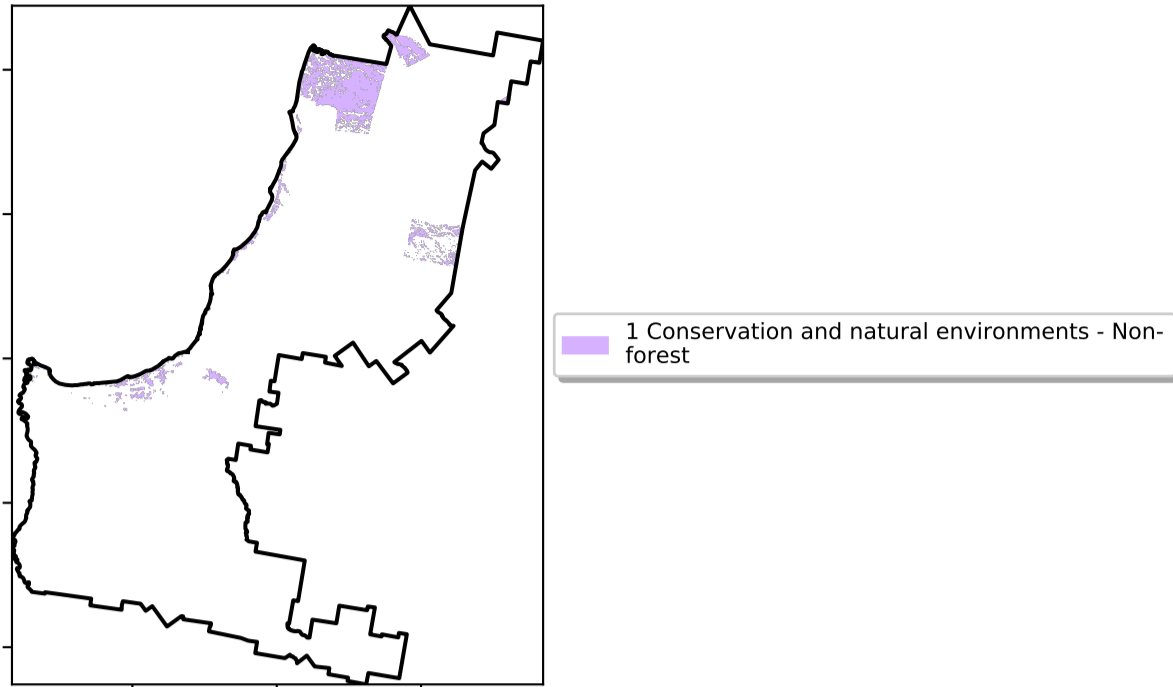 1 Conservation and natural environments - Non-
forest